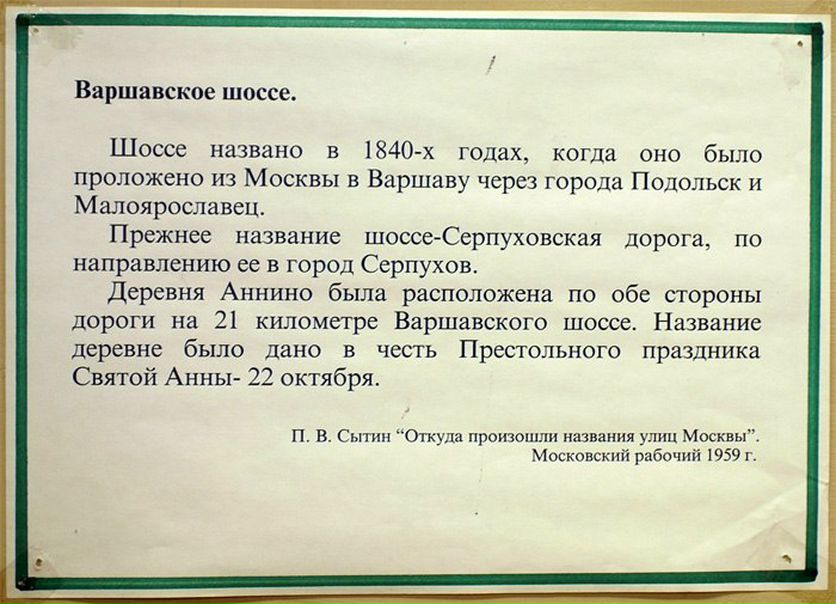 Варшавское шоссе.
Шоссе названо в 1840-х годах, когда оно было
проложено из Москвы в Варшаву через города Подольск и
Малоярославец.
Прежнее название шоссе-Серпуховская дорога, по
направлению ее в город Серпухов.
Деревня Аннино была расположена по обе стороны
дороги на 21 километре Варшавского шоссе. Название
деревне было дано в честь Престольного праздника
Святой Анны- 22 октября.
П. В. Сытин “Откуда произошли названия улиц Москвы”.
Московский рабочий 1959 г.